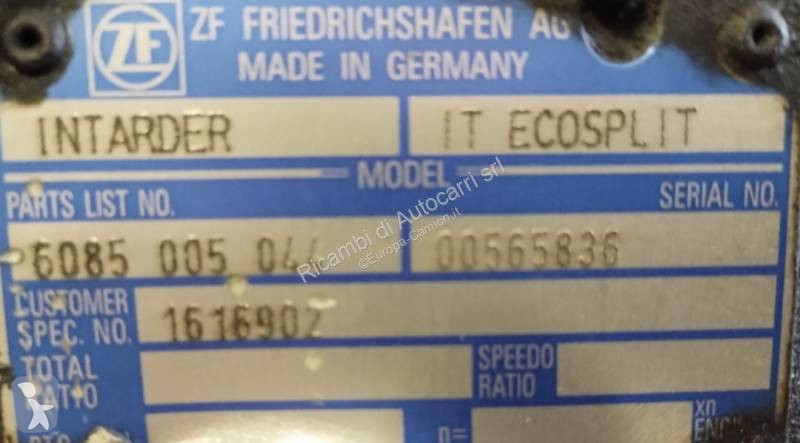 ZF
ZF FRIEDRICHSHAFEN AG
MADE IN GERMANY
INTARDER IT ECOSPLIT
MODEL
PARTS LIST NO. SERIAL NO.
6085 005 044 00565836
Ricambi di Autocarri srl
©Europa-Camion.it
CUSTOMER
SPEC. NO. 1616902
TOTAL
RATIO
SPEEDO
RATIO
n= xn